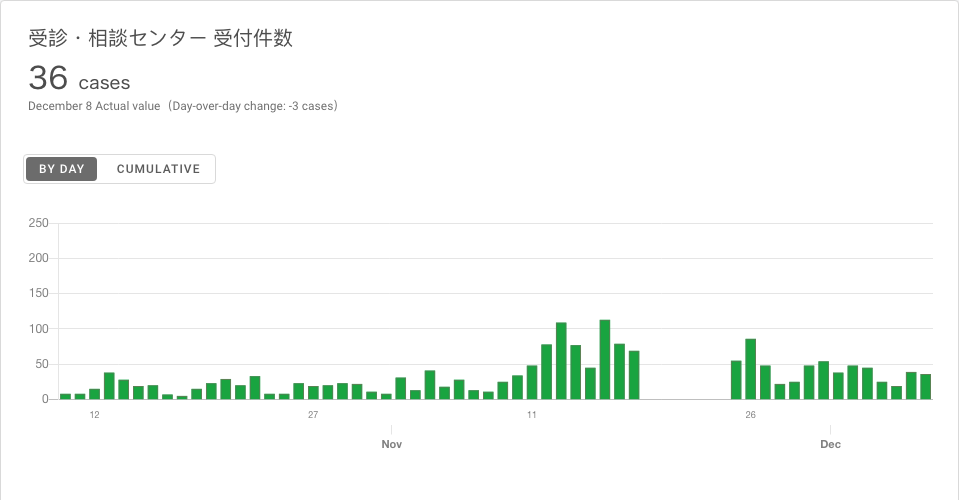 受診・相談センター 受付件数
36 cases
December 8 Actual value（Day-over-day change: -3 cases）
BY DAY CUMULATIVE
250
200
150
100
50
0
12 27 11 26
Nov Dec